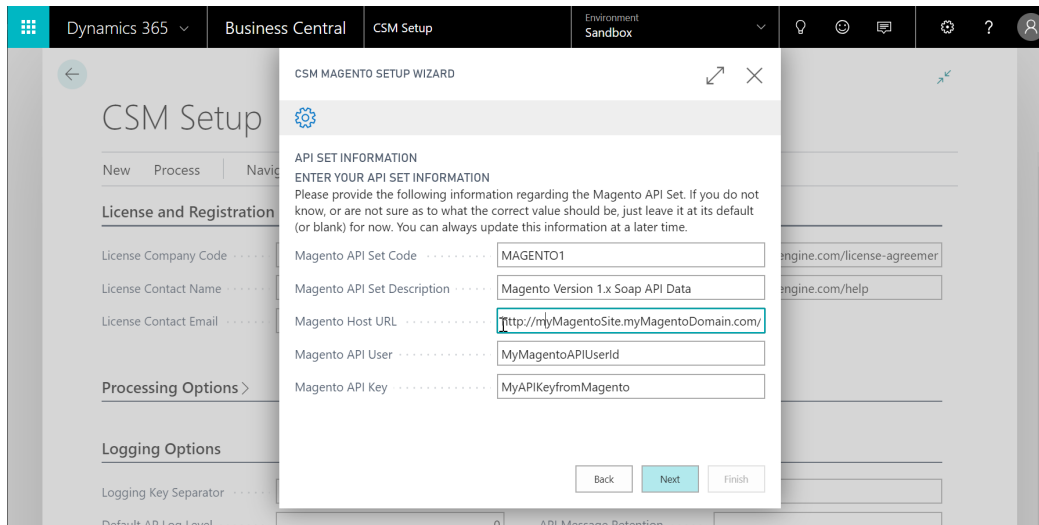 Dynamics 365
Business Central
CSM Setup
Environment
Sandbox
?
CSM MAGENTO SETUP WIZARD
CSM Setup
API SET INFORMATION
New Process Navig
ENTER YOUR API SET INFORMATION
Please provide the following information regarding the Magento API Set. If you do not
know, or are not sure as to what the correct value should be, just leave it at its default
(or blank) for now. You can always update this information at a later time.
License and Registration
License Company Code
Magento API Set Code MAGENTO1
engine.com/license-agreemer
License Contact Name
Magento API Set Description Magento Version 1.x Soap API Data
engine.com/help
License Contact Email
Magento Host URL http://myMagentoSite.myMagentoDomain.com/
Magento API User MyMagentoAPIUserId
Processing Options >
Magento API Key MyAPIKeyfromMagento
Logging Options
Back Next Finish
Logging Key Separator
Default API Log Level 0 API Message Retention